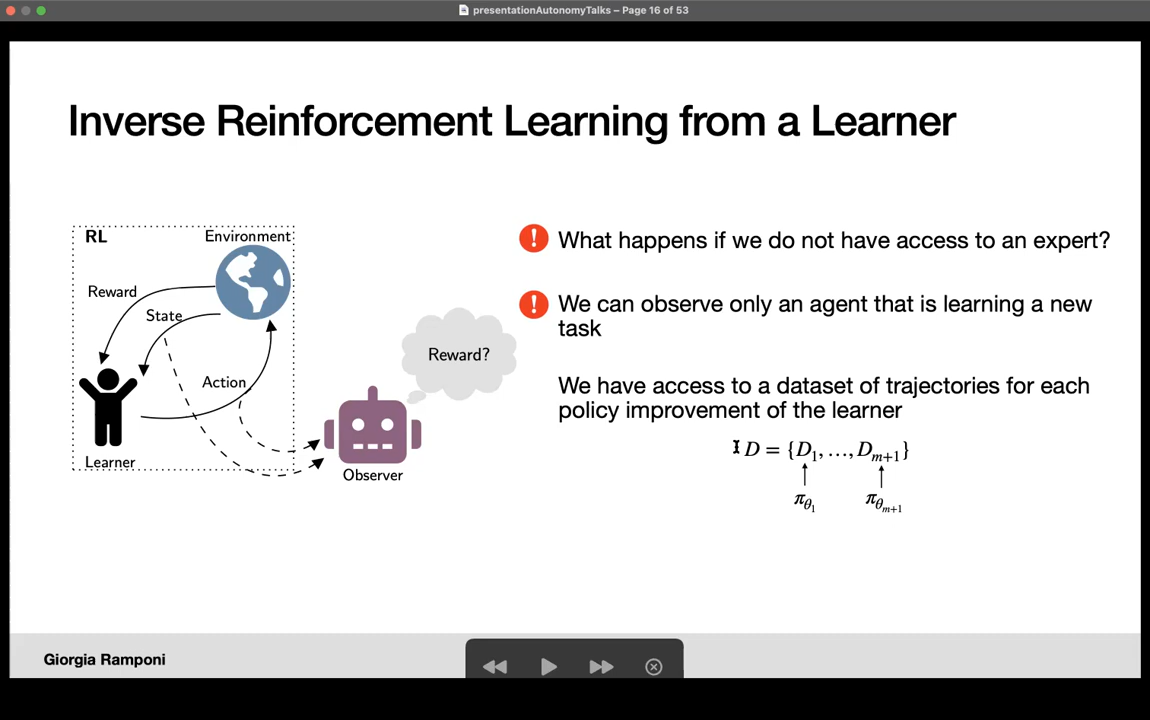 presentationAutonomyTalks – Page 16 of 53
Inverse Reinforcement Learning from a Learner
RL
Environment
Reward
State
Action
Learner
Reward?
Observer
! What happens if we do not have access to an expert?
! We can observe only an agent that is learning a new
task
We have access to a dataset of trajectories for each
policy improvement of the learner
D = {D₁, …, Dₘ₊₁}
π_θ₁ π_θₘ₊₁
Giorgia Ramponi